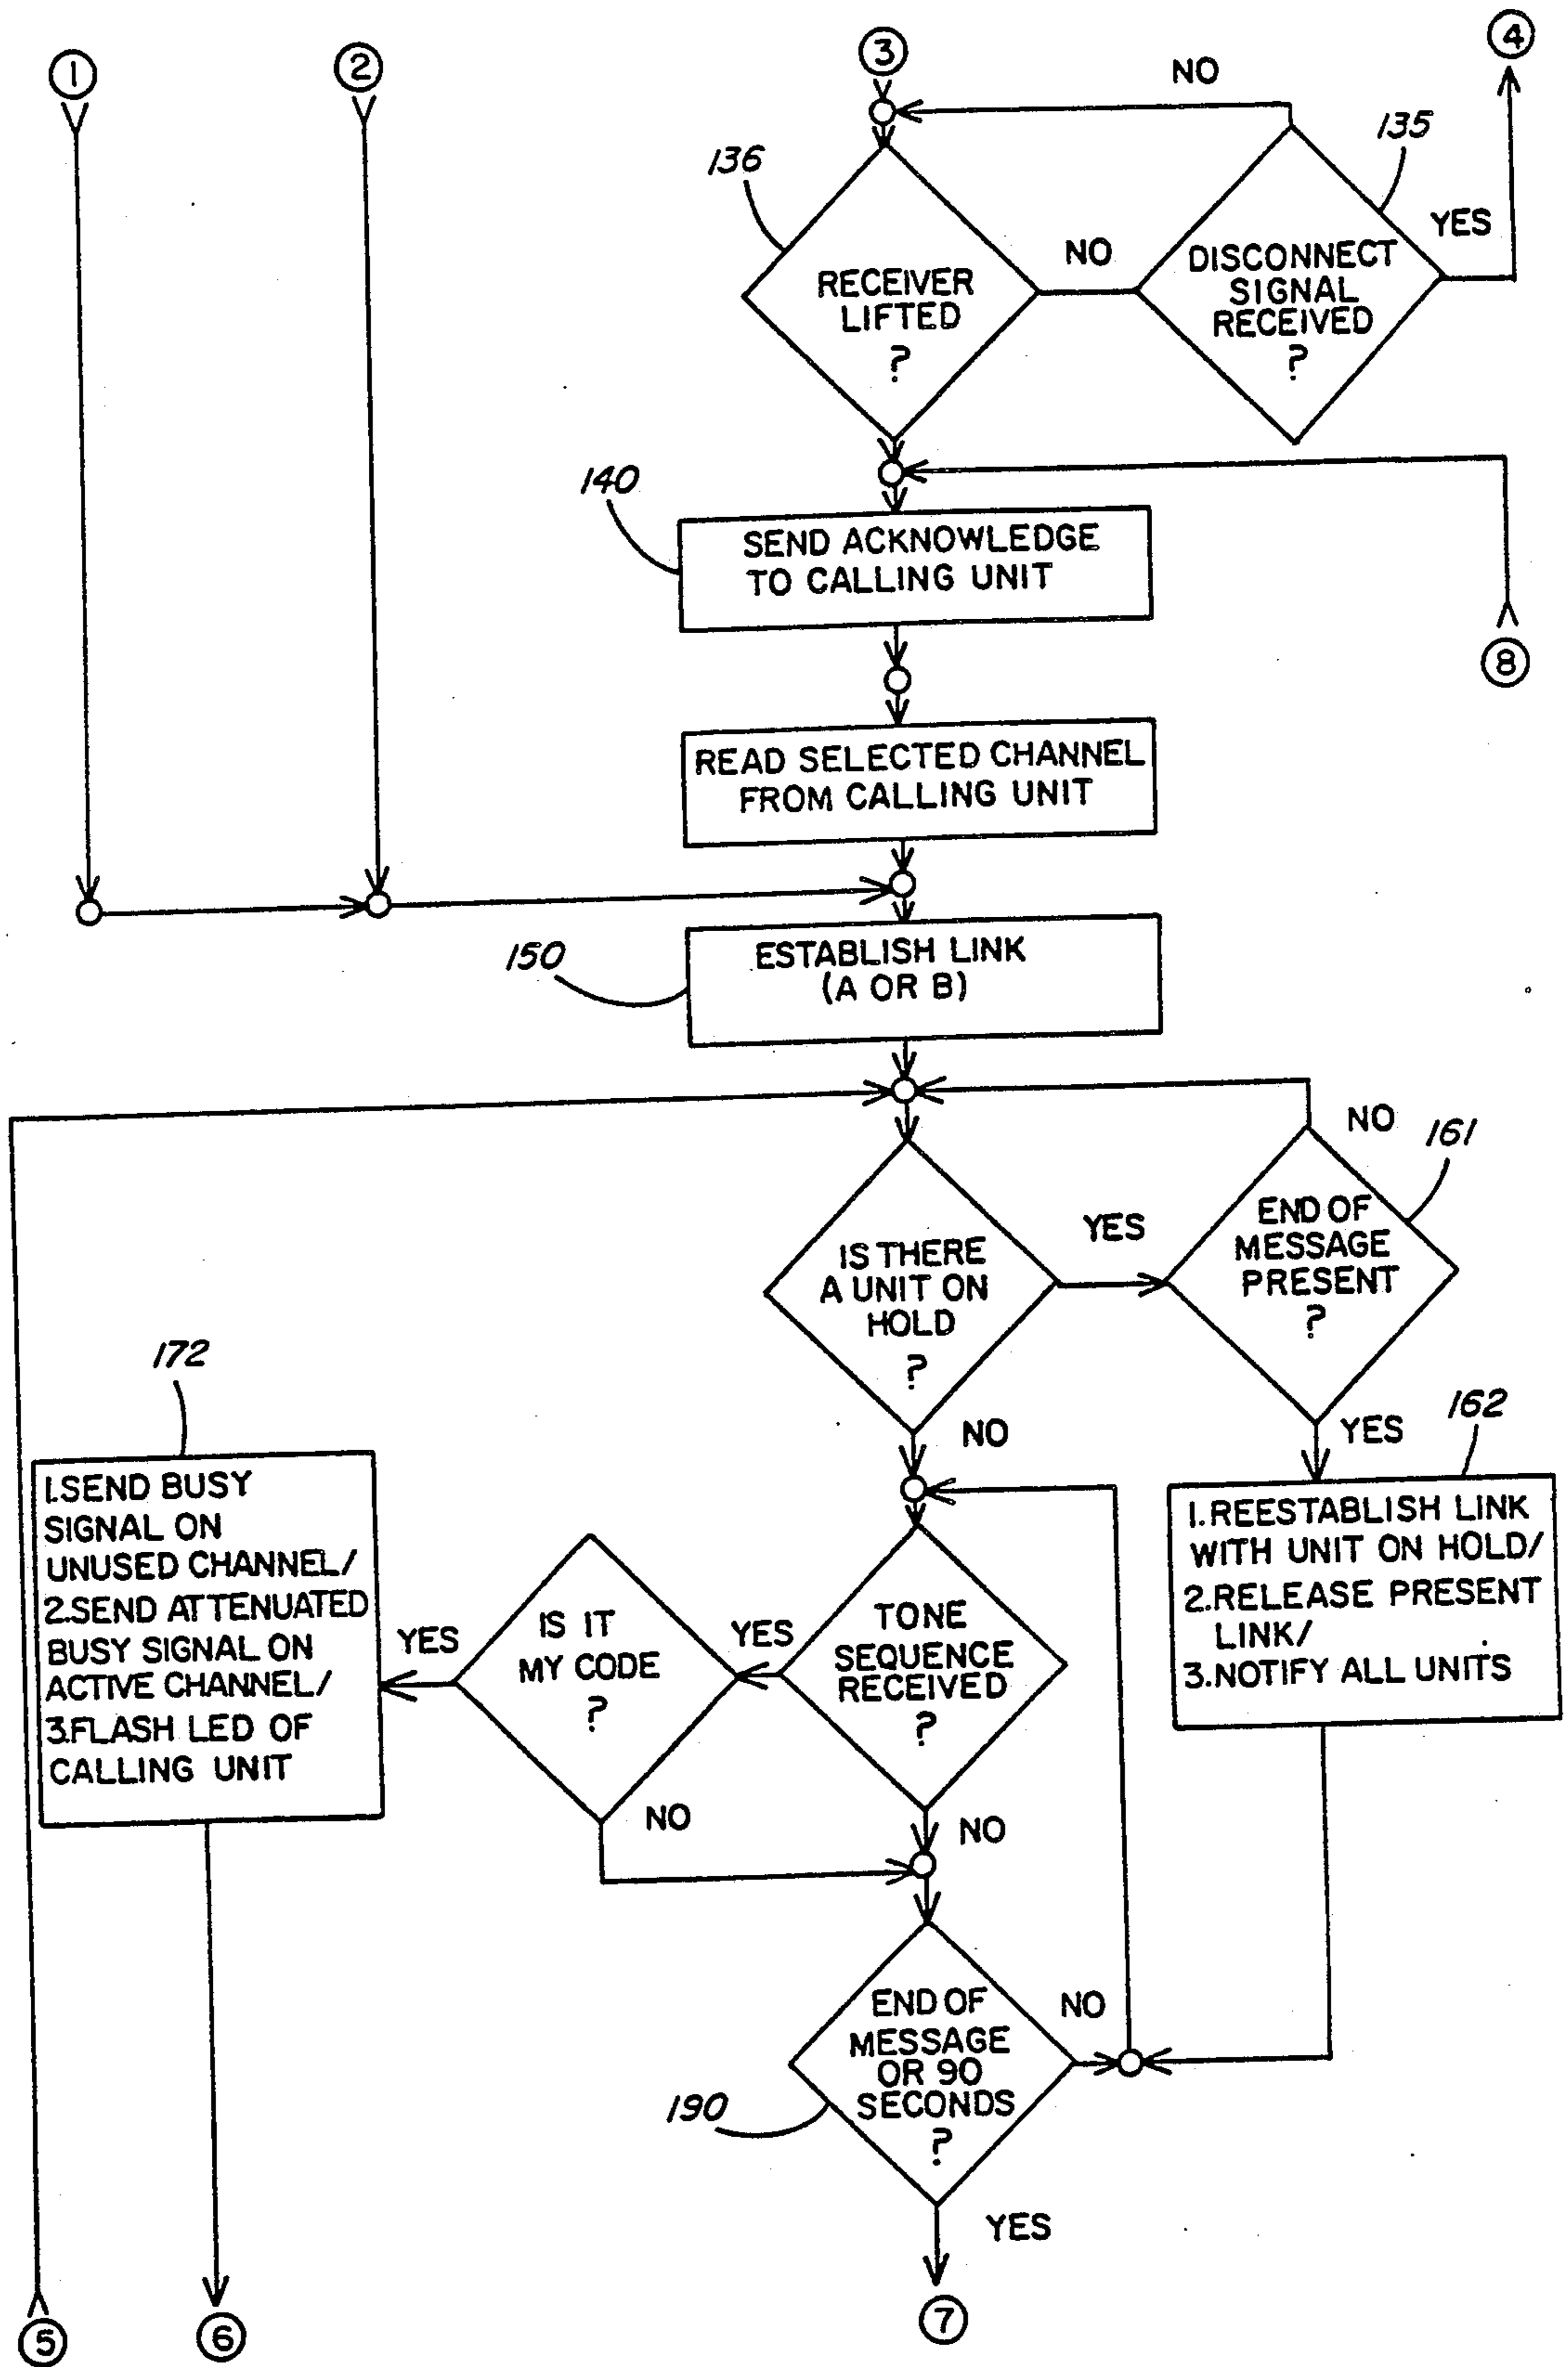 1
2
3
4
NO
135
136
YES
NO
RECEIVER
LIFTED
?
DISCONNECT
SIGNAL
RECEIVED
?
140
SEND ACKNOWLEDGE
TO CALLING UNIT
8
READ SELECTED CHANNEL
FROM CALLING UNIT
150
ESTABLISH LINK
(A OR B)
NO
161
IS THERE
A UNIT ON
HOLD
?
YES
END OF
MESSAGE
PRESENT
?
172
NO
YES
162
1.SEND BUSY
SIGNAL ON
UNUSED CHANNEL/
2.SEND ATTENUATED
BUSY SIGNAL ON
ACTIVE CHANNEL/
3.FLASH LED OF
CALLING UNIT
YES
IS IT
MY CODE
?
YES
TONE
SEQUENCE
RECEIVED
?
1.REESTABLISH LINK
WITH UNIT ON HOLD/
2.RELEASE PRESENT
LINK/
3.NOTIFY ALL UNITS
NO
NO
END OF
MESSAGE
OR 90
SECONDS
?
NO
190
YES
5
6
7